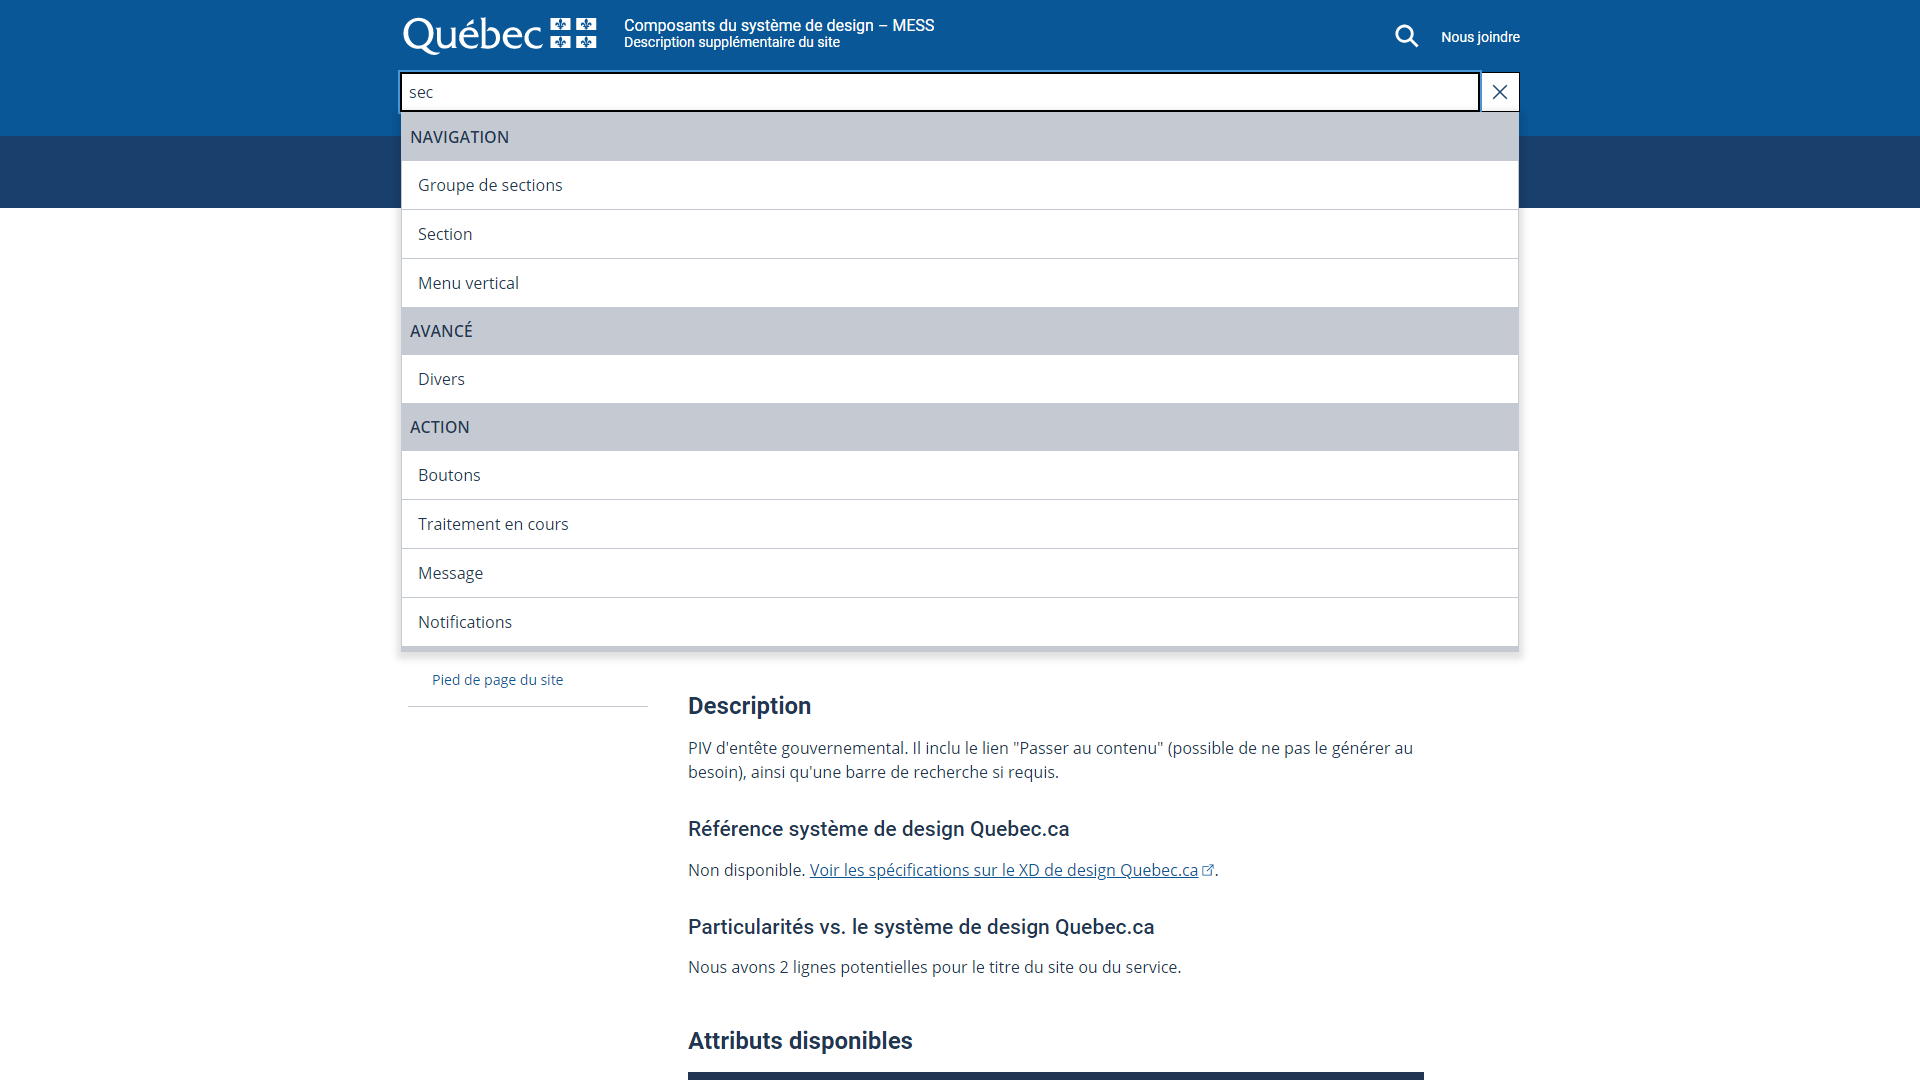 Québec
Composants du système de design – MESS
Description supplémentaire du site
Nous joindre
sec
NAVIGATION
Groupe de sections
Section
Menu vertical
AVANCÉ
Divers
ACTION
Boutons
Traitement en cours
Message
Notifications
Pied de page du site
Description
PIV d'entête gouvernemental. Il inclu le lien "Passer au contenu" (possible de ne pas le générer au
besoin), ainsi qu'une barre de recherche si requis.
Référence système de design Quebec.ca
Non disponible. Voir les spécifications sur le XD de design Quebec.ca.
Particularités vs. le système de design Quebec.ca
Nous avons 2 lignes potentielles pour le titre du site ou du service.
Attributs disponibles